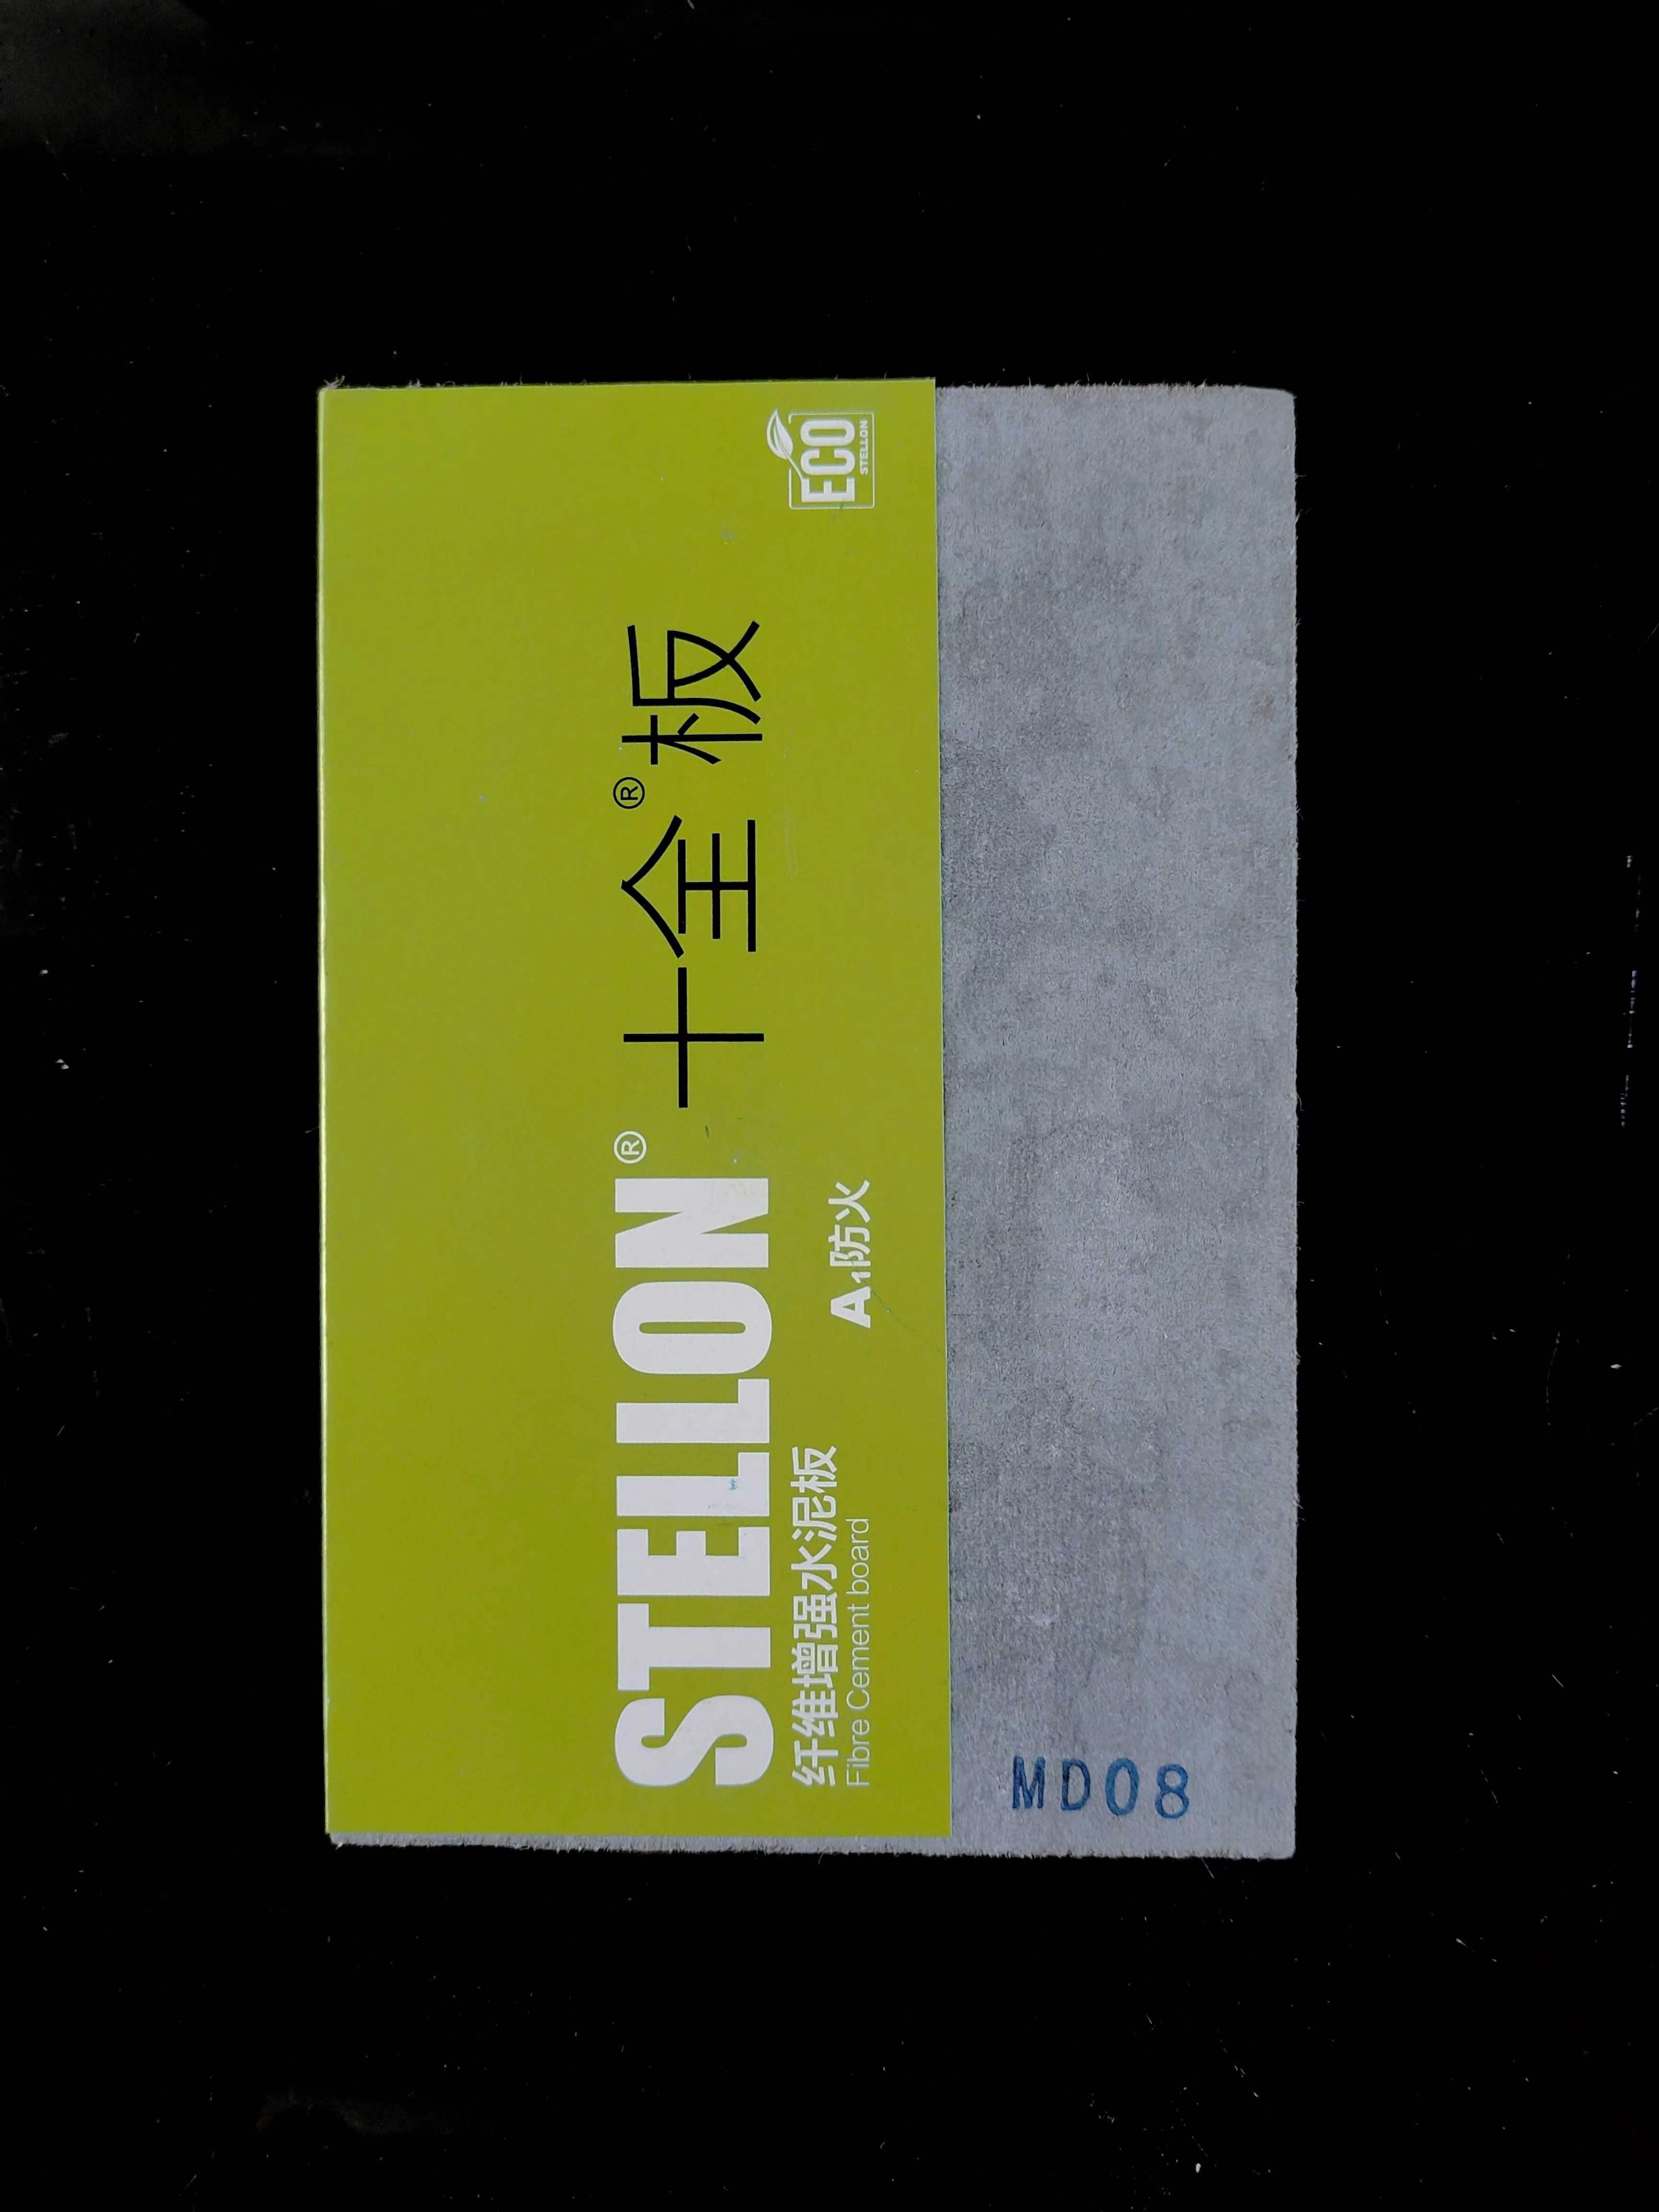 STELLON® 十全®板
纤维增强水泥板
Fibre Cement board
A1防火
ECO
STELLON
MD08